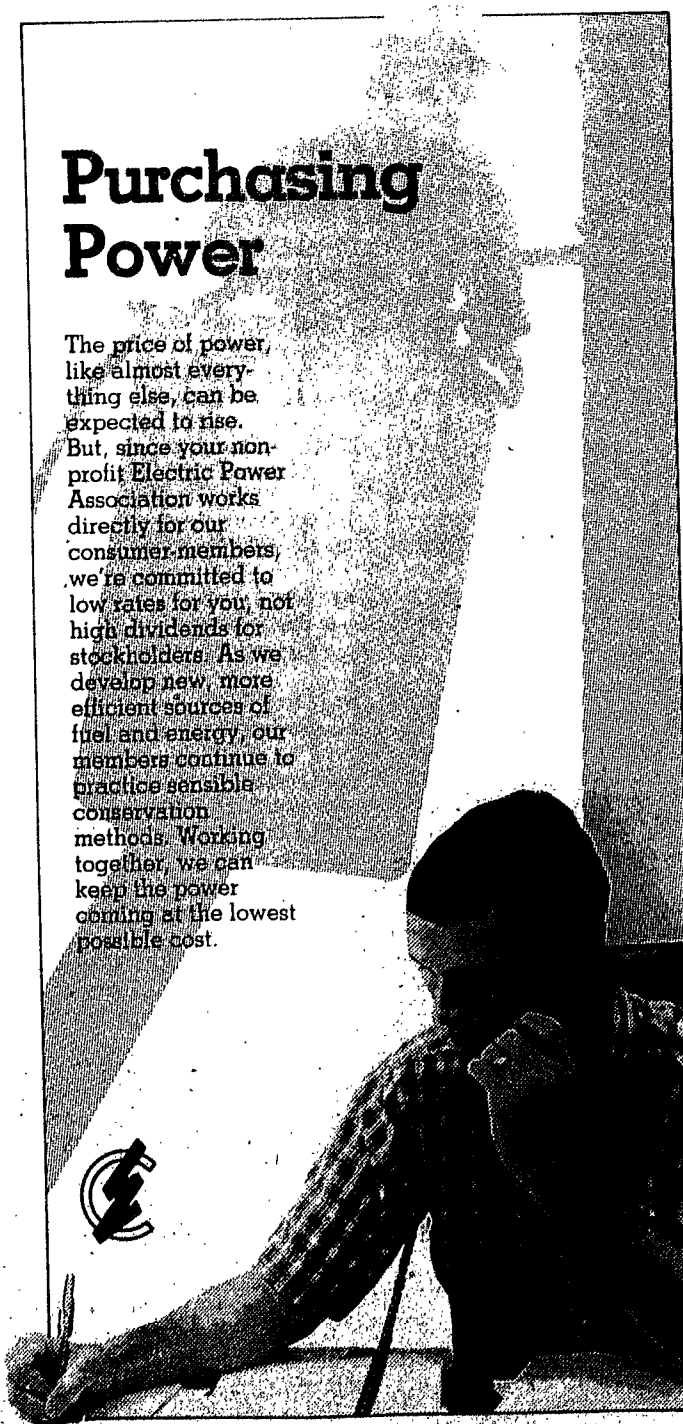 Purchasing
Power
The price of power,
like almost every-
thing else, can be
expected to rise.
But, since your non-
profit Electric Power
Association works
directly for our
consumer-members,
we're committed to
low rates for you, not
high dividends for
stockholders. As we
develop new, more
efficient sources of
fuel and energy, our
members continue to
practice sensible
conservation
methods. Working
together, we can
keep the power
coming at the lowest
possible cost.